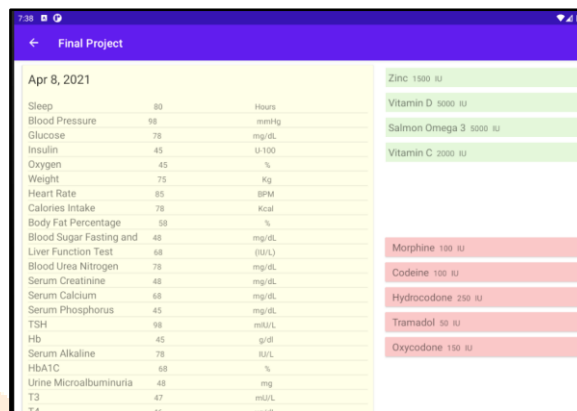 7:38
Final Project
Apr 8, 2021
Sleep 80 Hours
Blood Pressure 98 mmHg
Glucose 78 mg/dL
Insulin 45 U-100
Oxygen 45 %
Weight 75 Kg
Heart Rate 85 BPM
Calories Intake 78 Kcal
Body Fat Percentage 58 %
Blood Sugar Fasting and 48 mg/dL
Liver Function Test 68 (IU/L)
Blood Urea Nitrogen 78 mg/dL
Serum Creatinine 48 mg/dL
Serum Calcium 68 mg/dL
Serum Phosphorus 45 mg/dL
TSH 98 mIU/L
Hb 45 g/dl
Serum Alkaline 78 IU/L
HbA1C 68 %
Urine Microalbuminuria 48 mg
T3 47 mU/L
Zinc 1500 IU
Vitamin D 5000 IU
Salmon Omega 3 5000 IU
Vitamin C 2000 IU
Morphine 100 IU
Codeine 100 IU
Hydrocodone 250 IU
Tramadol 50 IU
Oxycodone 150 IU